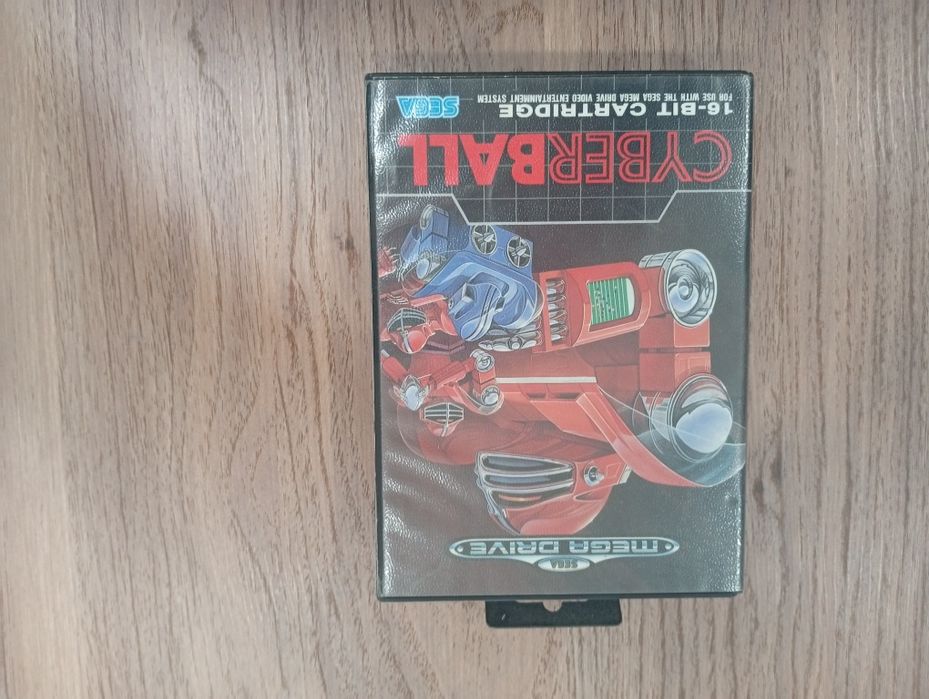 SEGA
MEGA DRIVE
CYBERBALL
16-BIT CARTRIDGE
FOR USE WITH THE SEGA MEGA DRIVE VIDEO ENTERTAINMENT SYSTEM
SEGA